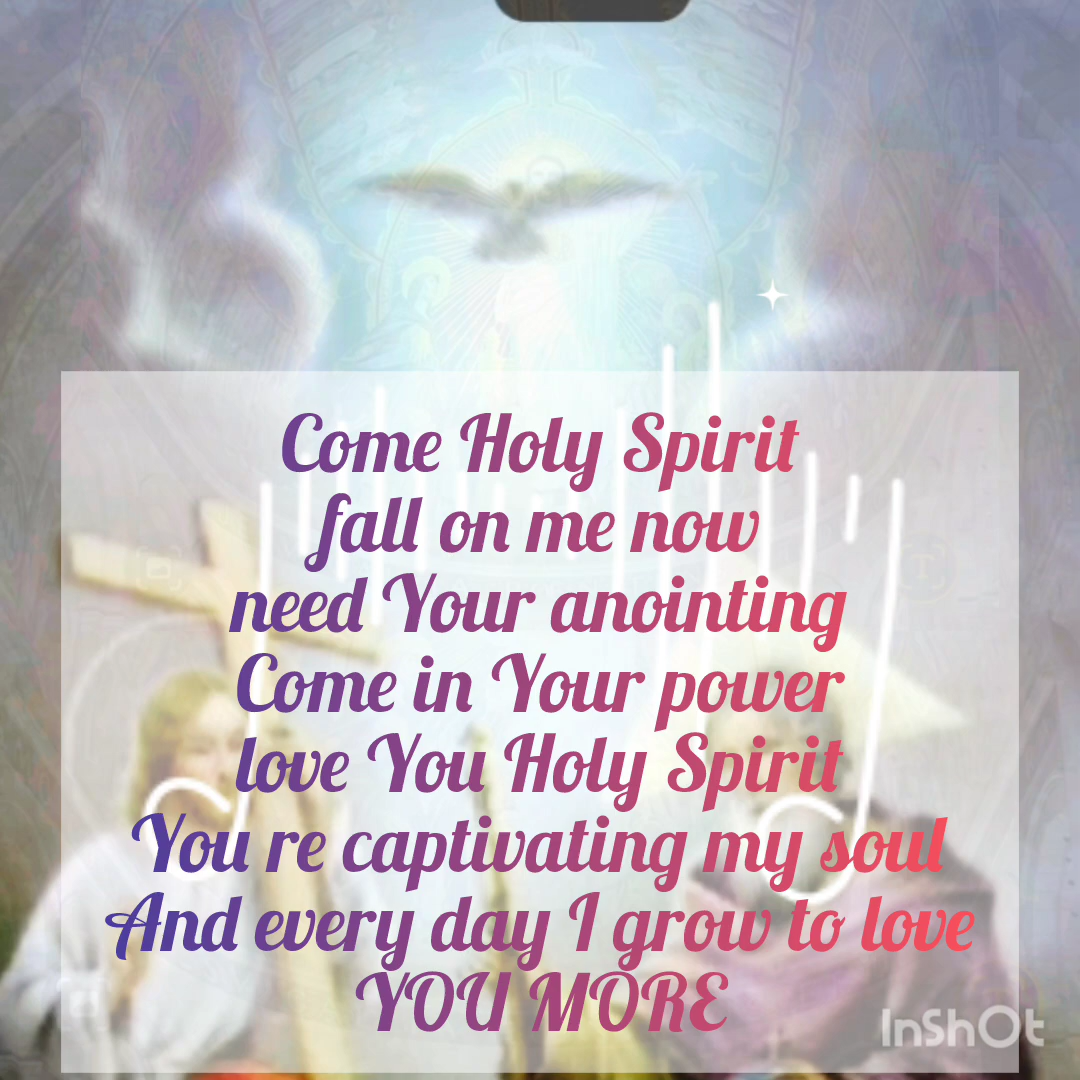 Come Holy Spirit
fall on me now
need Your anointing
Come in Your power
love You Holy Spirit
You re captivating my soul
And every day I grow to love
YOU MORE
InShOt